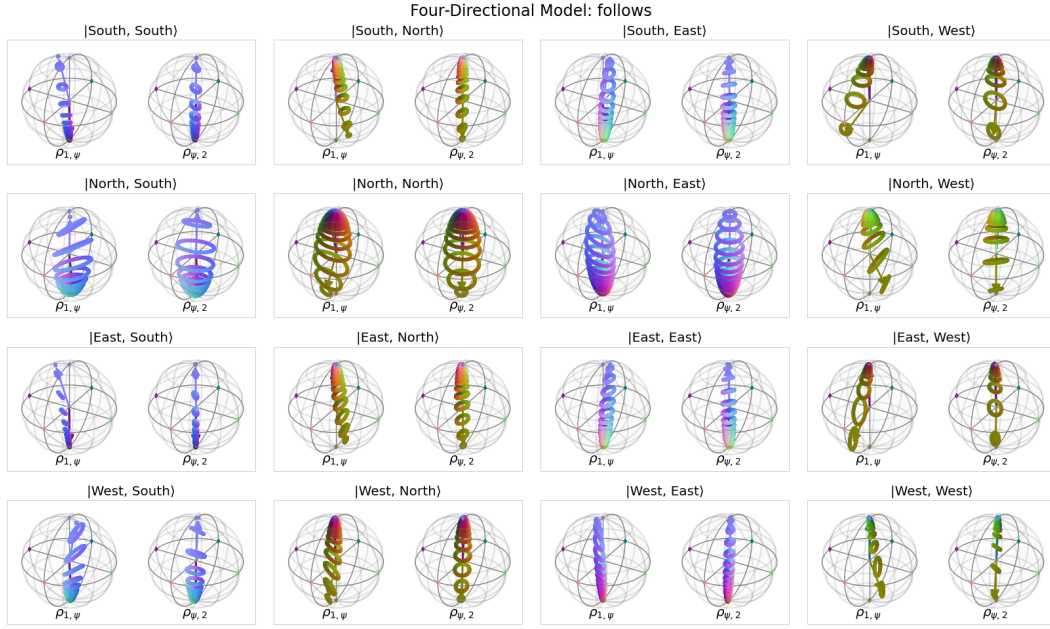 Four-Directional Model: follows
|South, South⟩ |South, North⟩ |South, East⟩ |South, West⟩
ρ1, ψ ρψ, 2 ρ1, ψ ρψ, 2 ρ1, ψ ρψ, 2 ρ1, ψ ρψ, 2
|North, South⟩ |North, North⟩ |North, East⟩ |North, West⟩
ρ1, ψ ρψ, 2 ρ1, ψ ρψ, 2 ρ1, ψ ρψ, 2 ρ1, ψ ρψ, 2
|East, South⟩ |East, North⟩ |East, East⟩ |East, West⟩
ρ1, ψ ρψ, 2 ρ1, ψ ρψ, 2 ρ1, ψ ρψ, 2 ρ1, ψ ρψ, 2
|West, South⟩ |West, North⟩ |West, East⟩ |West, West⟩
ρ1, ψ ρψ, 2 ρ1, ψ ρψ, 2 ρ1, ψ ρψ, 2 ρ1, ψ ρψ, 2